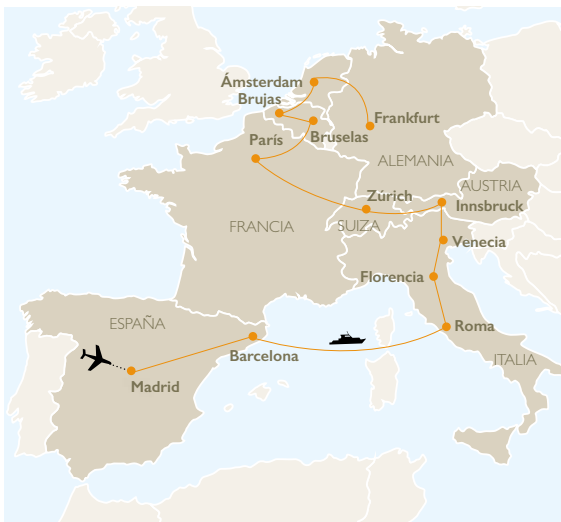 Ámsterdam
Brujas
Frankfurt
París
Bruselas
ALEMANIA
Zúrich
AUSTRIA
Innsbruck
FRANCIA
SUIZA
Venecia
Florencia
ESPAÑA
Roma
Barcelona
ITALIA
Madrid